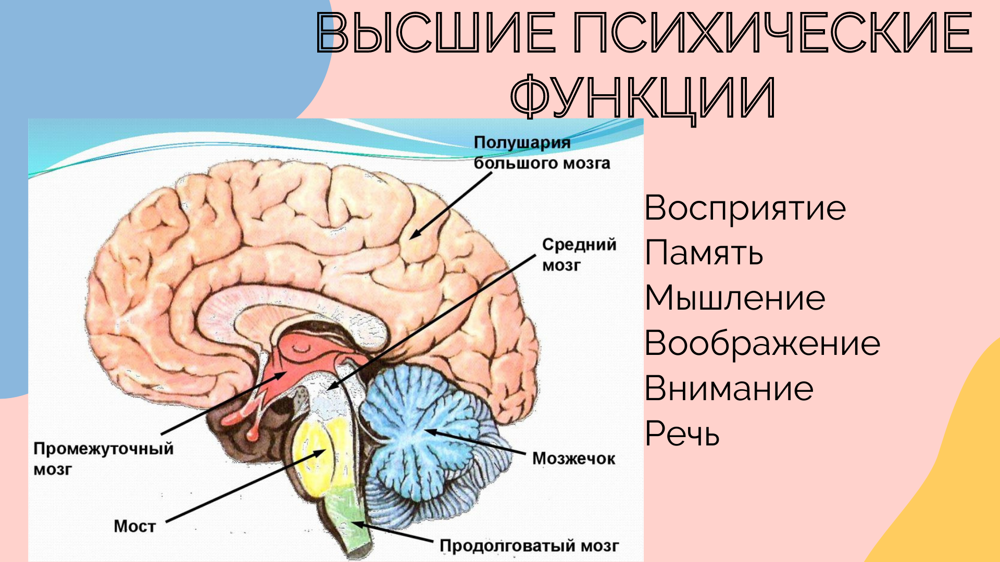 ВЫСШИЕ ПСИХИЧЕСКИЕ
ФУНКЦИИ
Полушария
большого мозга
Средний
мозг
Промежуточный
мозг
Мозжечок
Мост
Продолговатый мозг
Восприятие
Память
Мышление
Воображение
Внимание
Речь